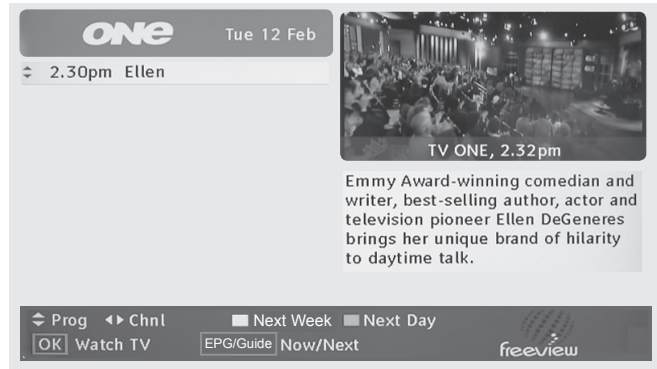 ONE
Tue 12 Feb
2.30pm Ellen
TV ONE, 2.32pm
Emmy Award-winning comedian and
writer, best-selling author, actor and
television pioneer Ellen DeGeneres
brings her unique brand of hilarity
to daytime talk.
Prog Chnl Next Week Next Day
OK Watch TV EPG/Guide Now/Next
freeview